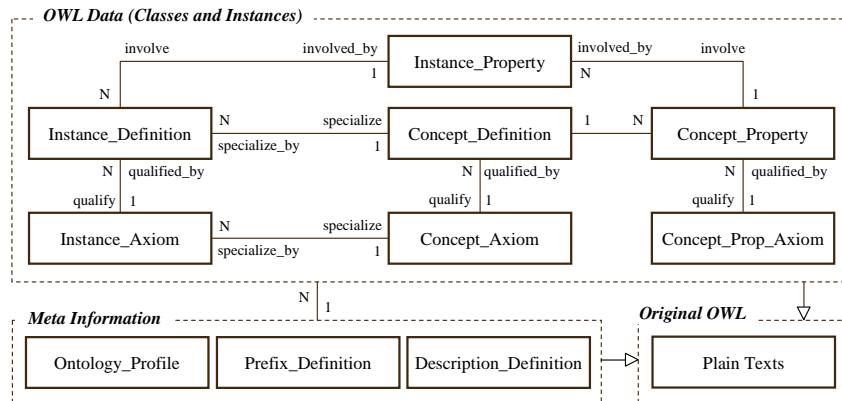 OWL Data (Classes and Instances)
involve involved_by Instance_Property involved_by involve
1 N
N 1
Instance_Definition N specialize Concept_Definition 1 N Concept_Property
specialize_by 1
N qualified_by N qualified_by N qualified_by
qualify 1 qualify 1 qualify 1
Instance_Axiom N specialize Concept_Axiom Concept_Prop_Axiom
specialize_by 1
N 1
Meta Information Original OWL
Ontology_Profile Prefix_Definition Description_Definition Plain Texts